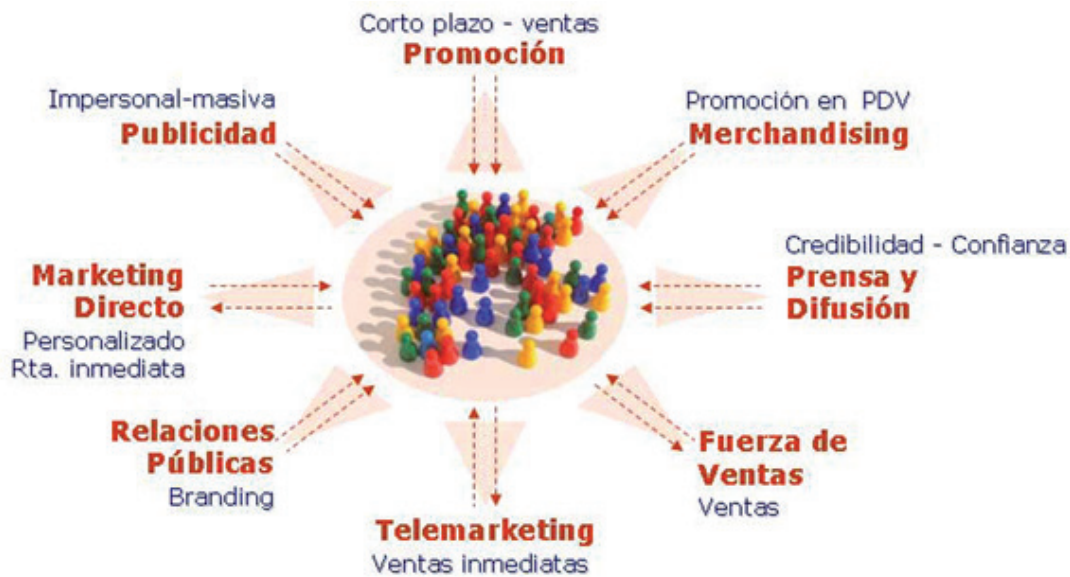 Corto plazo - ventas
Promoción
Impersonal-masiva
Publicidad
Promoción en PDV
Merchandising
Credibilidad - Confianza
Prensa y
Difusión
Marketing
Directo
Personalizado
Rta. inmediata
Relaciones
Públicas
Branding
Fuerza de
Ventas
Ventas
Telemarketing
Ventas inmediatas